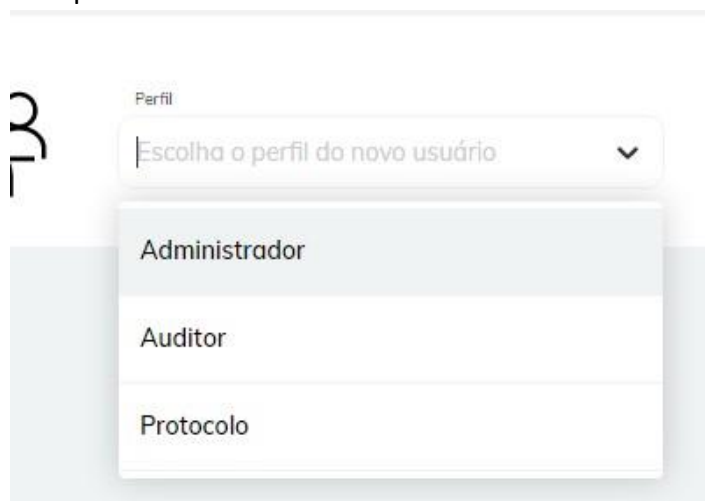 Perfil
Escolha o perfil do novo usuário
Administrador
Auditor
Protocolo